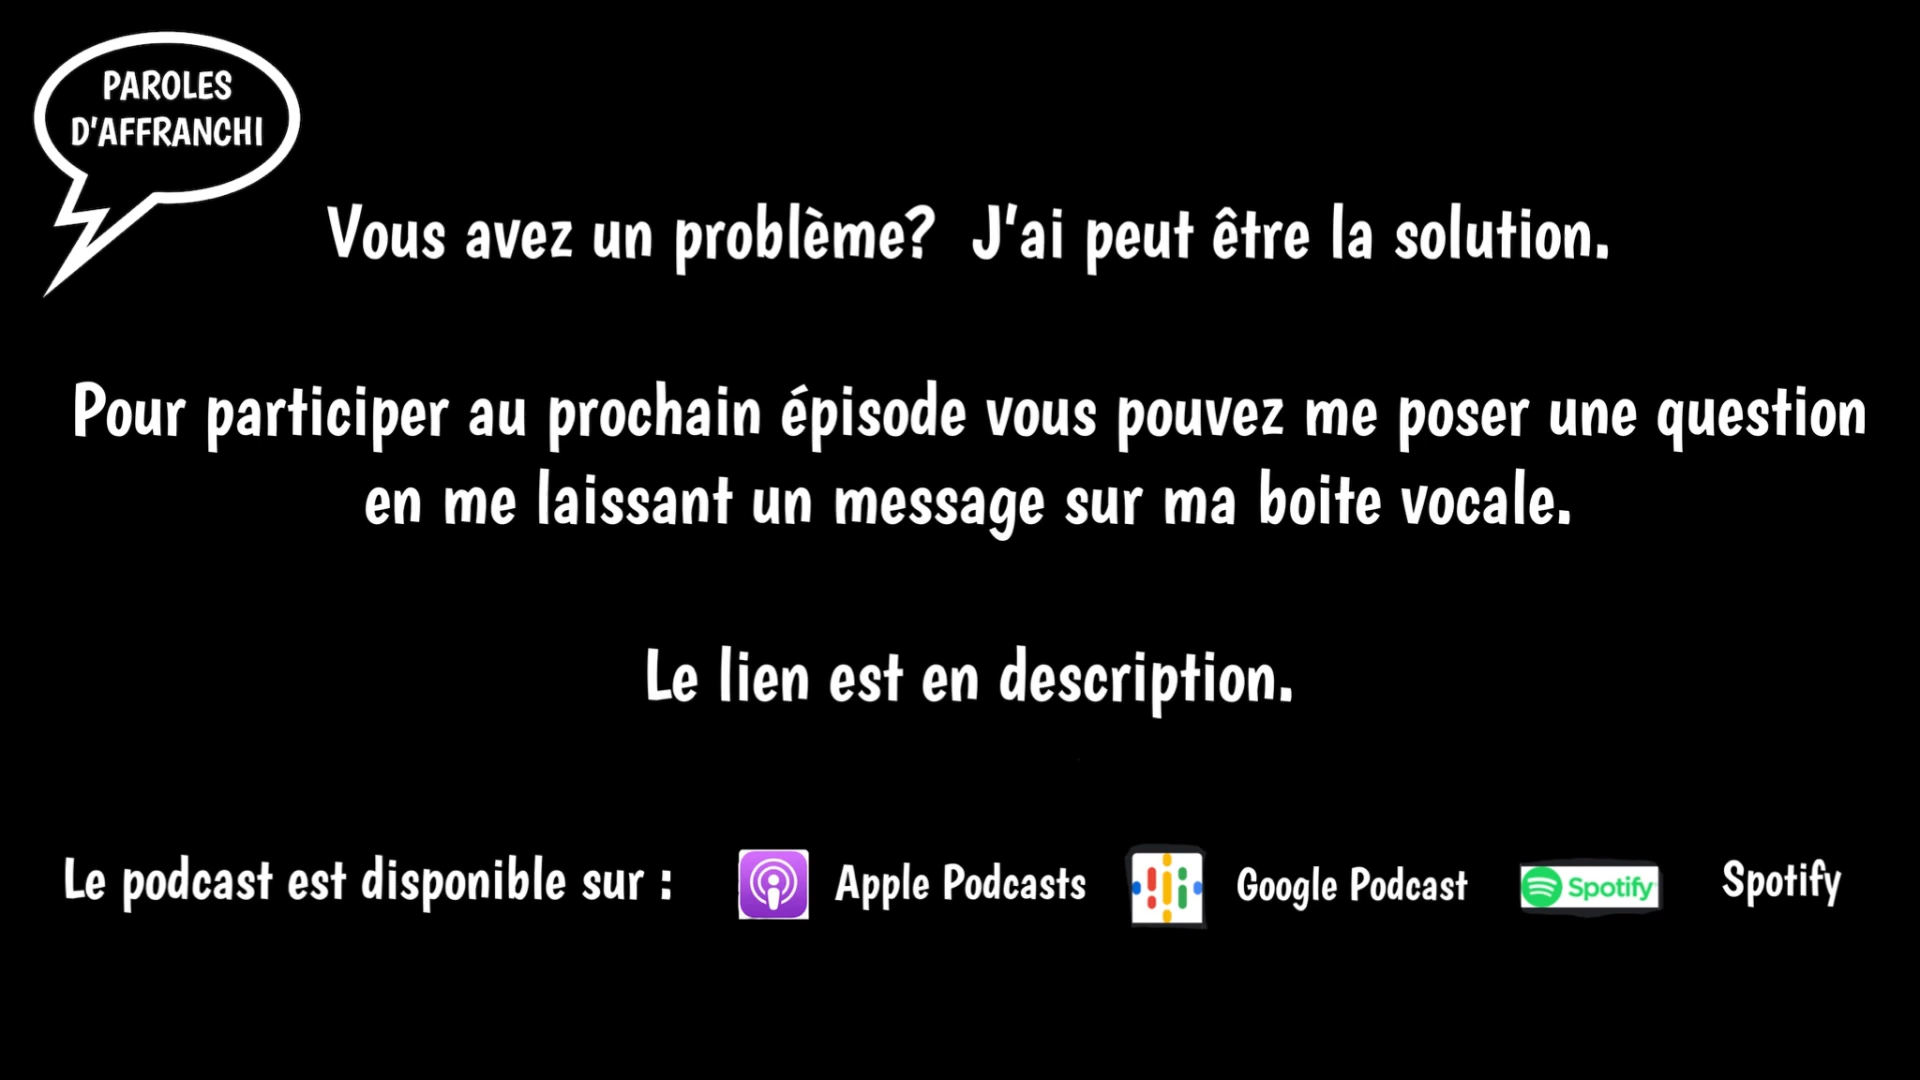 PAROLES
D'AFFRANCHI
Vous avez un problème? J'ai peut être la solution.
Pour participer au prochain épisode vous pouvez me poser une question
en me laissant un message sur ma boite vocale.
Le lien est en description.
Le podcast est disponible sur : Apple Podcasts Google Podcast Spotify Spotify